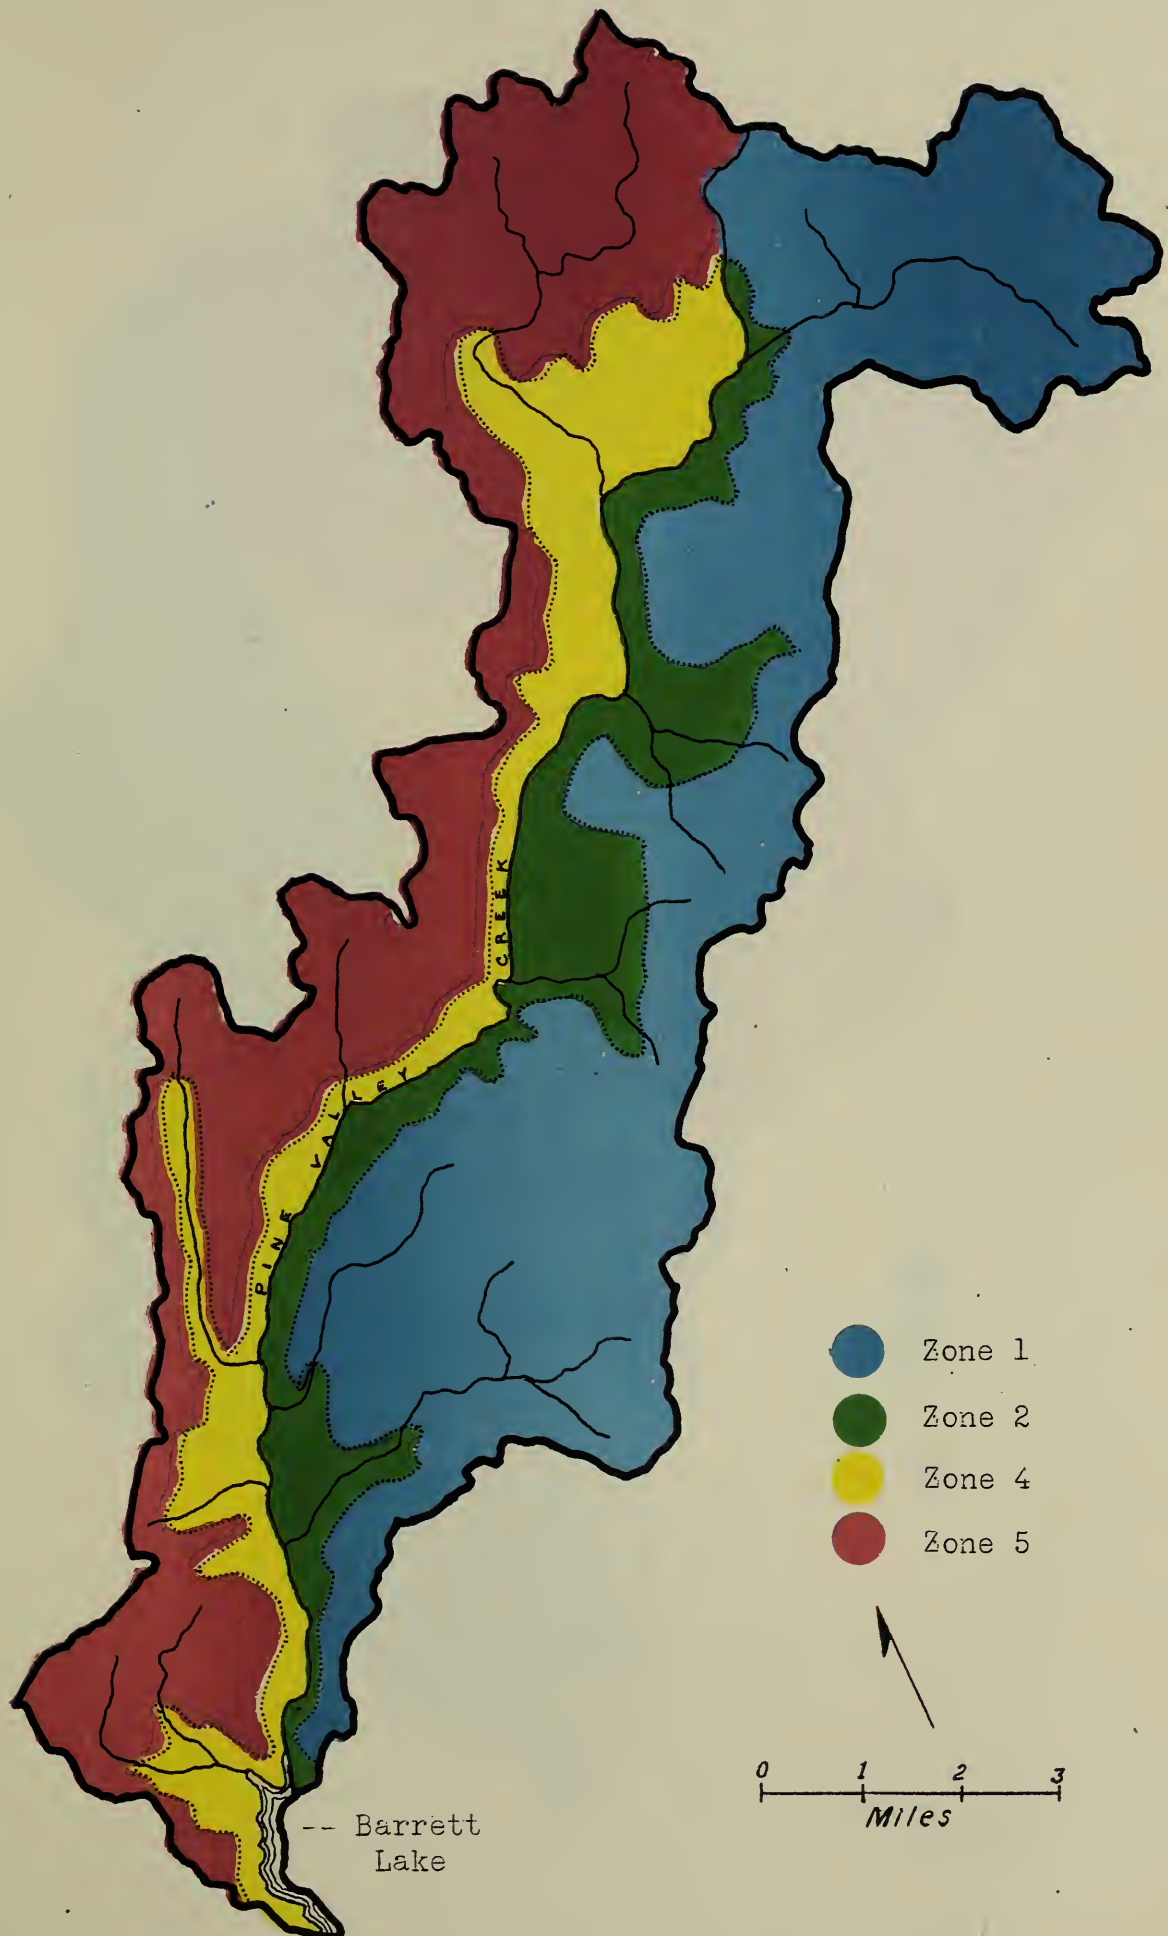 CREEK
PINE VALLEY
Zone 1
Zone 2
Zone 4
Zone 5
0 1 2 3
Miles
-- Barrett
Lake